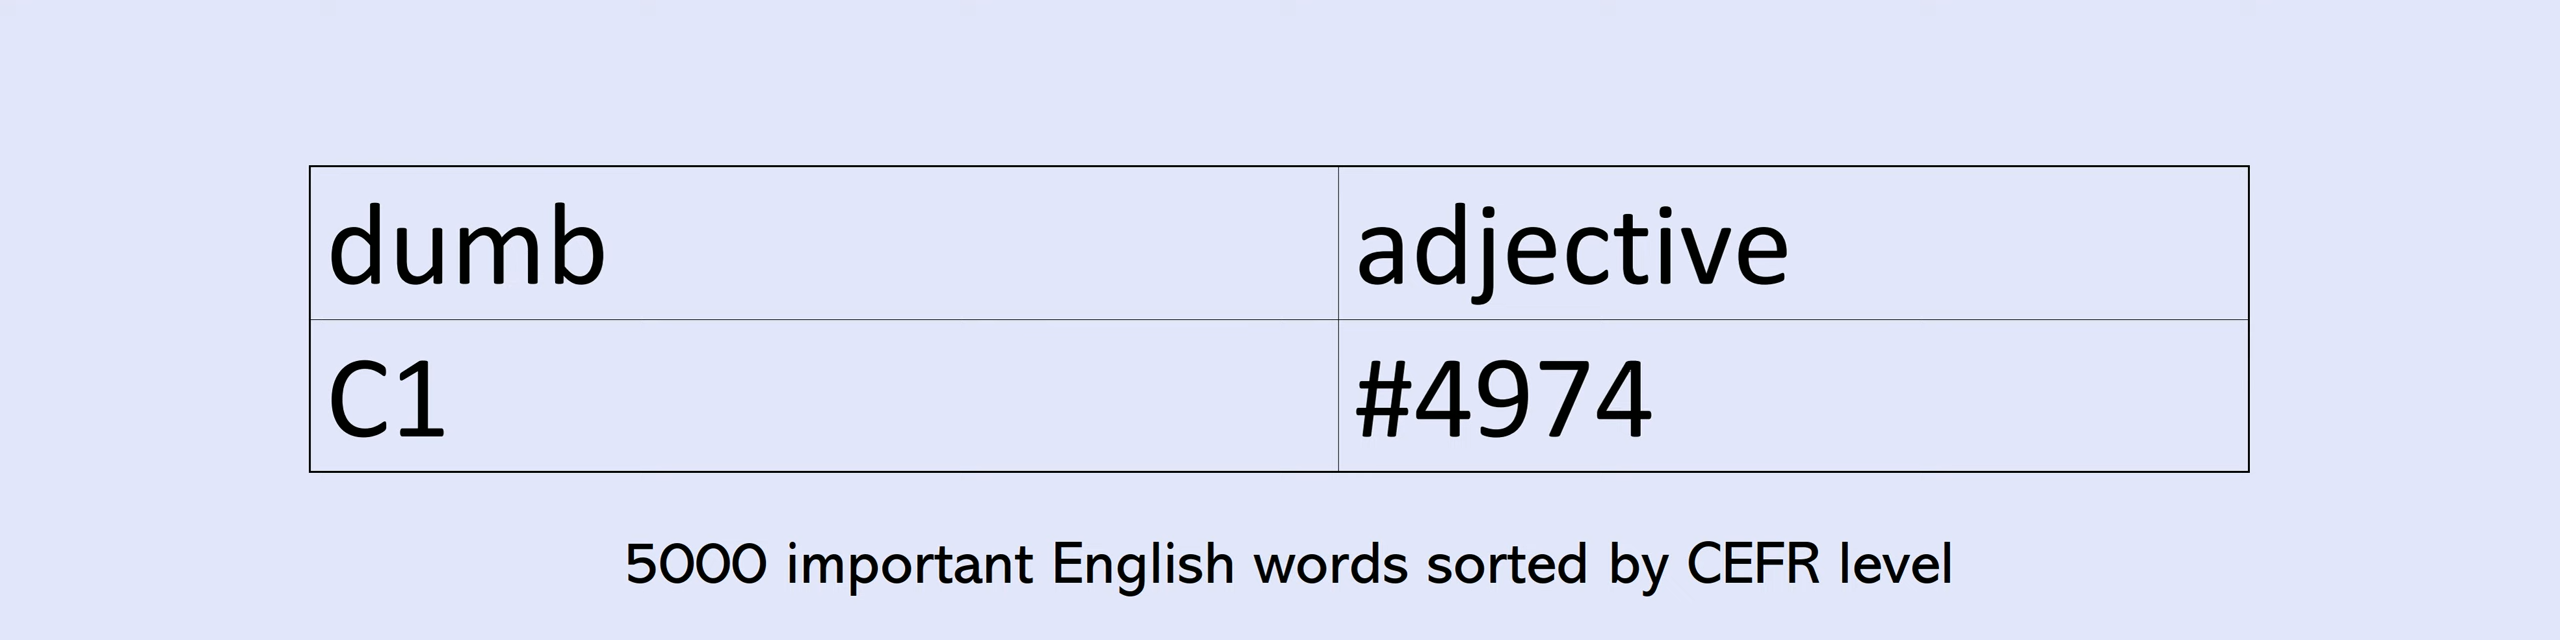 dumb adjective
C1 #4974
5000 important English words sorted by CEFR level